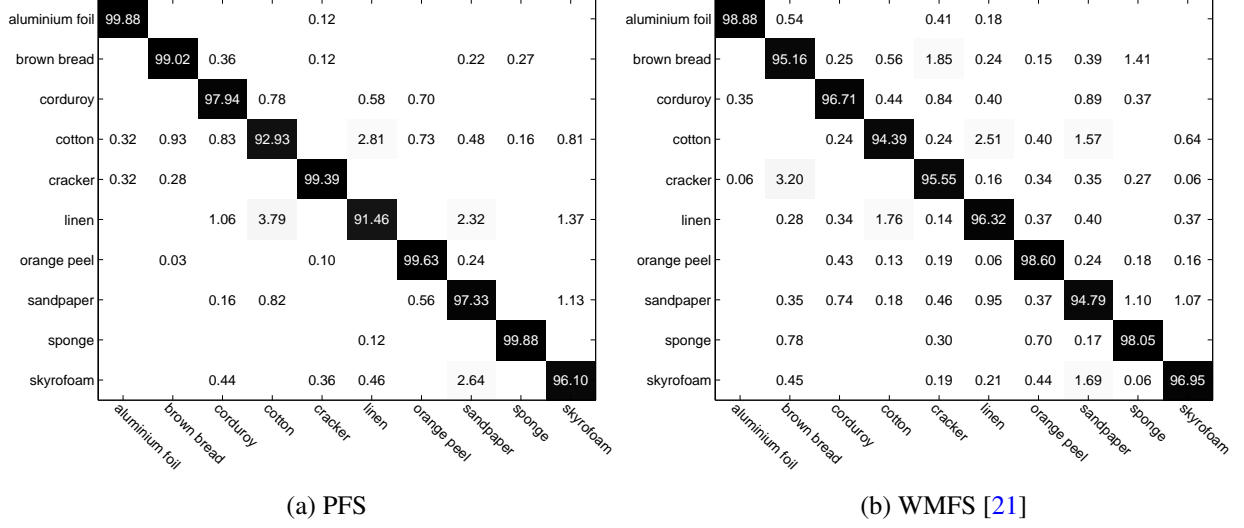 aluminium foil 99.88 0.12
brown bread 99.02 0.36 0.12 0.22 0.27
corduroy 97.94 0.78 0.58 0.70
cotton 0.32 0.93 0.83 92.93 2.81 0.73 0.48 0.16 0.81
cracker 0.32 0.28 99.39
linen 1.06 3.79 91.46 2.32 1.37
orange peel 0.03 0.10 99.63 0.24
sandpaper 0.16 0.82 0.56 97.33 1.13
sponge 0.12 99.88
skyrofoam 0.44 0.36 0.46 2.64 96.10
aluminium foil brown bread corduroy cotton cracker linen orange peel sandpaper sponge skyrofoam
(a) PFS
aluminium foil 98.88 0.54 0.41 0.18
brown bread 95.16 0.25 0.56 1.85 0.24 0.15 0.39 1.41
corduroy 0.35 96.71 0.44 0.84 0.40 0.89 0.37
cotton 0.24 94.39 0.24 2.51 0.40 1.57 0.64
cracker 0.06 3.20 95.55 0.16 0.34 0.35 0.27 0.06
linen 0.28 0.34 1.76 0.14 96.32 0.37 0.40 0.37
orange peel 0.43 0.13 0.19 0.06 98.60 0.24 0.18 0.16
sandpaper 0.35 0.74 0.18 0.46 0.95 0.37 94.79 1.10 1.07
sponge 0.78 0.30 0.70 0.17 98.05
skyrofoam 0.45 0.19 0.21 0.44 1.69 0.06 96.95
aluminium foil brown bread corduroy cotton cracker linen orange peel sandpaper sponge skyrofoam
(b) WMFS [21]